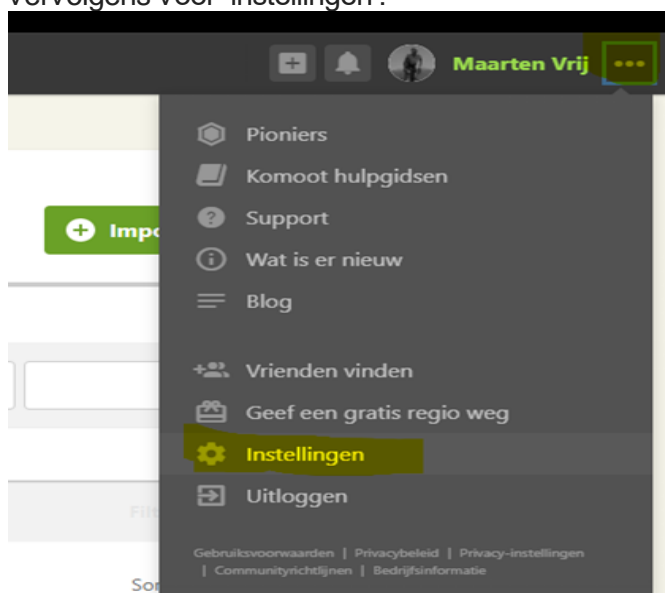 vervolgens voor 'instellingen'.
Maarten Vrij
Pioniers
Komoot hulpgidsen
Support
Wat is er nieuw
Blog
Vrienden vinden
Geef een gratis regio weg
Instellingen
Uitloggen
Gebruiksvoorwaarden | Privacybeleid | Privacy-instellingen
| Communityrichtlijnen | Bedrijfsinformatie